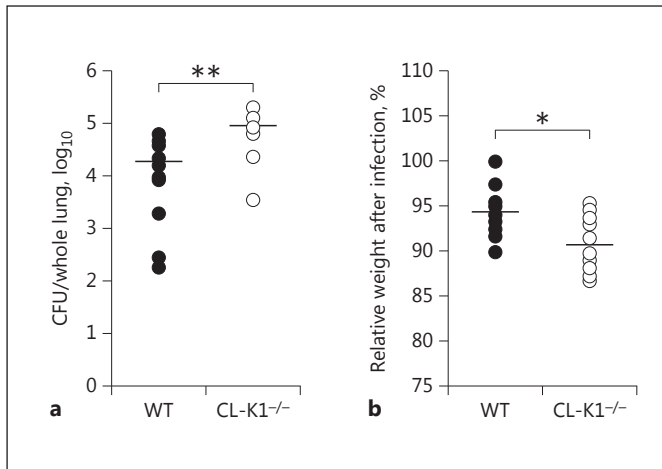 CFU/whole lung, log10
6
5
4
3
2
1
0
**
WT
CL-K1–/–
a
Relative weight after infection, %
110
105
100
95
90
85
80
75
*
WT
CL-K1–/–
b